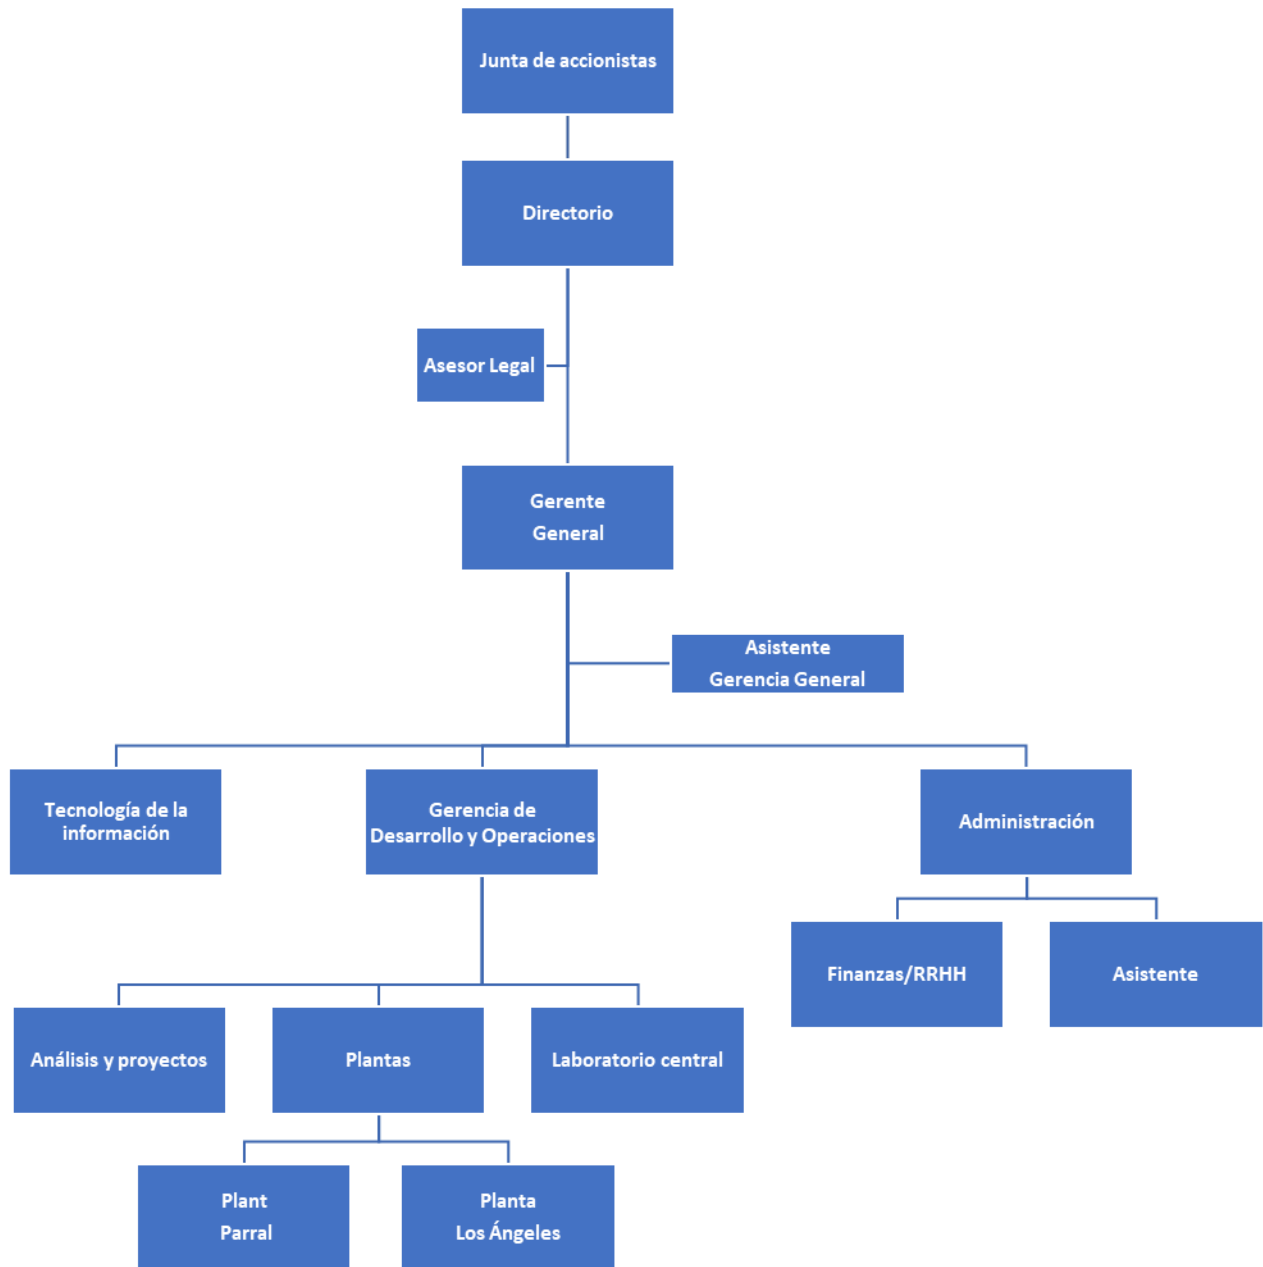 Junta de accionistas
Directorio
Asesor Legal
Gerente
General
Asistente
Gerencia General
Tecnología de la
información
Gerencia de
Desarrollo y Operaciones
Administración
Finanzas/RRHH
Asistente
Análisis y proyectos
Plantas
Laboratorio central
Plant
Parral
Planta
Los Ángeles